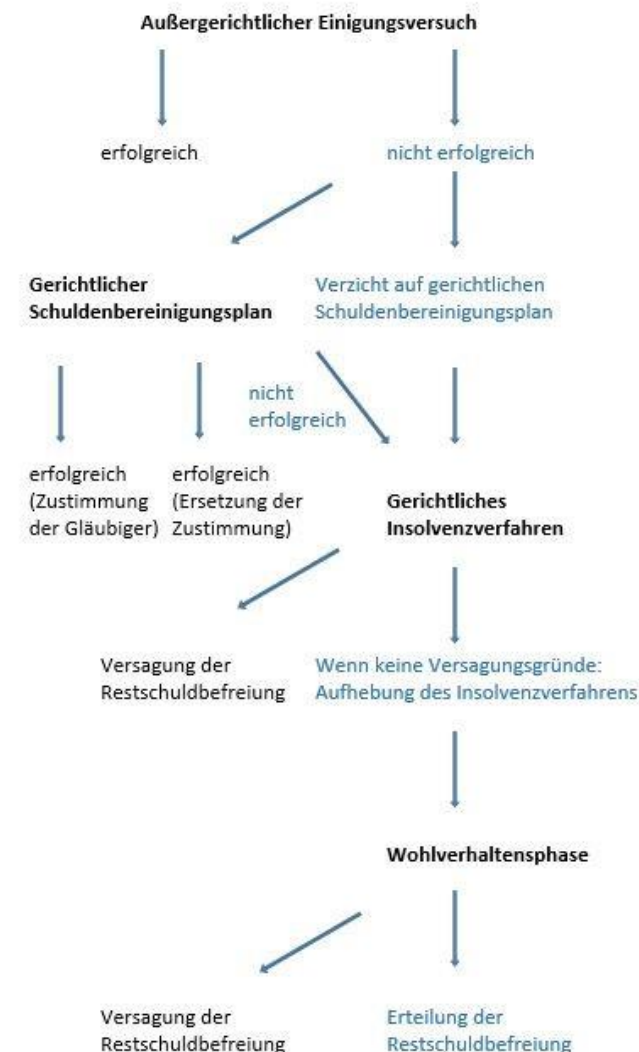 Außergerichtlicher Einigungsversuch
erfolgreich
nicht erfolgreich
Gerichtlicher
Schuldenbereinigungsplan
Verzicht auf gerichtlichen
Schuldenbereinigungsplan
nicht
erfolgreich
erfolgreich
(Zustimmung
der Gläubiger)
erfolgreich
(Ersetzung der
Zustimmung)
Gerichtliches
Insolvenzverfahren
Versagung der
Restschuldbefreiung
Wenn keine Versagungsgründe:
Aufhebung des Insolvenzverfahrens
Wohlverhaltensphase
Versagung der
Restschuldbefreiung
Erteilung der
Restschuldbefreiung